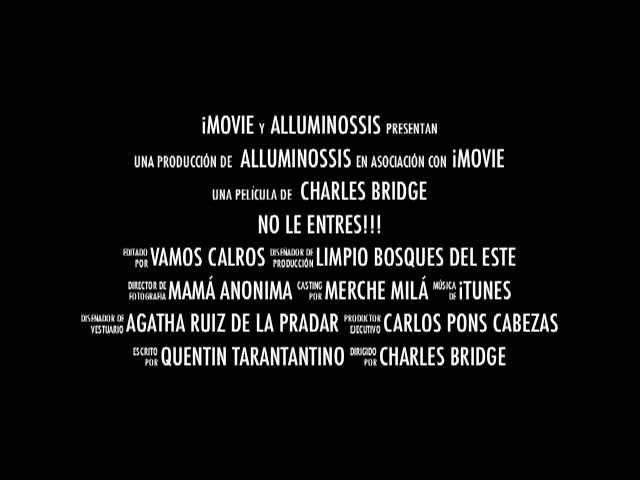 iMOVIE Y ALLUMINOSSIS PRESENTAN
UNA PRODUCCIÓN DE ALLUMINOSSIS EN ASOCIACIÓN CON iMOVIE
UNA PELÍCULA DE CHARLES BRIDGE
NO LE ENTRES!!!
EDITADO POR VAMOS CALROS DISEÑADOR DE PRODUCCIÓN LIMPIO BOSQUES DEL ESTE
DIRECTOR DE FOTOGRAFÍA MAMÁ ANONIMA CASTING POR MERCHE MILÁ MÚSICA DE iTUNES
DISEÑADOR DE VESTUARIO AGATHA RUIZ DE LA PRADAR PRODUCTOR EJECUTIVO CARLOS PONS CABEZAS
ESCRITO POR QUENTIN TARANTANTINO DIRIGIDO POR CHARLES BRIDGE